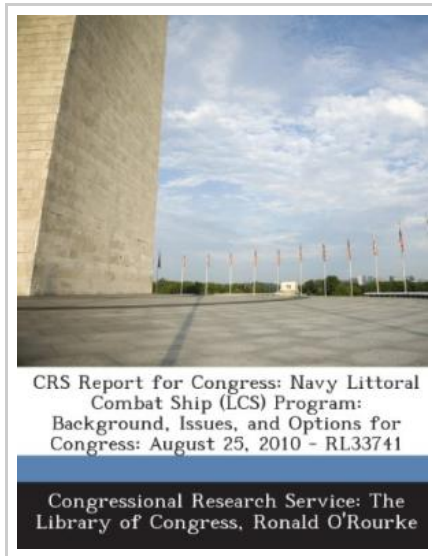 CRS Report for Congress: Navy Littoral
Combat Ship (LCS) Program:
Background, Issues, and Options for
Congress: August 25, 2010 - RL33741
Congressional Research Service: The
Library of Congress, Ronald O'Rourke